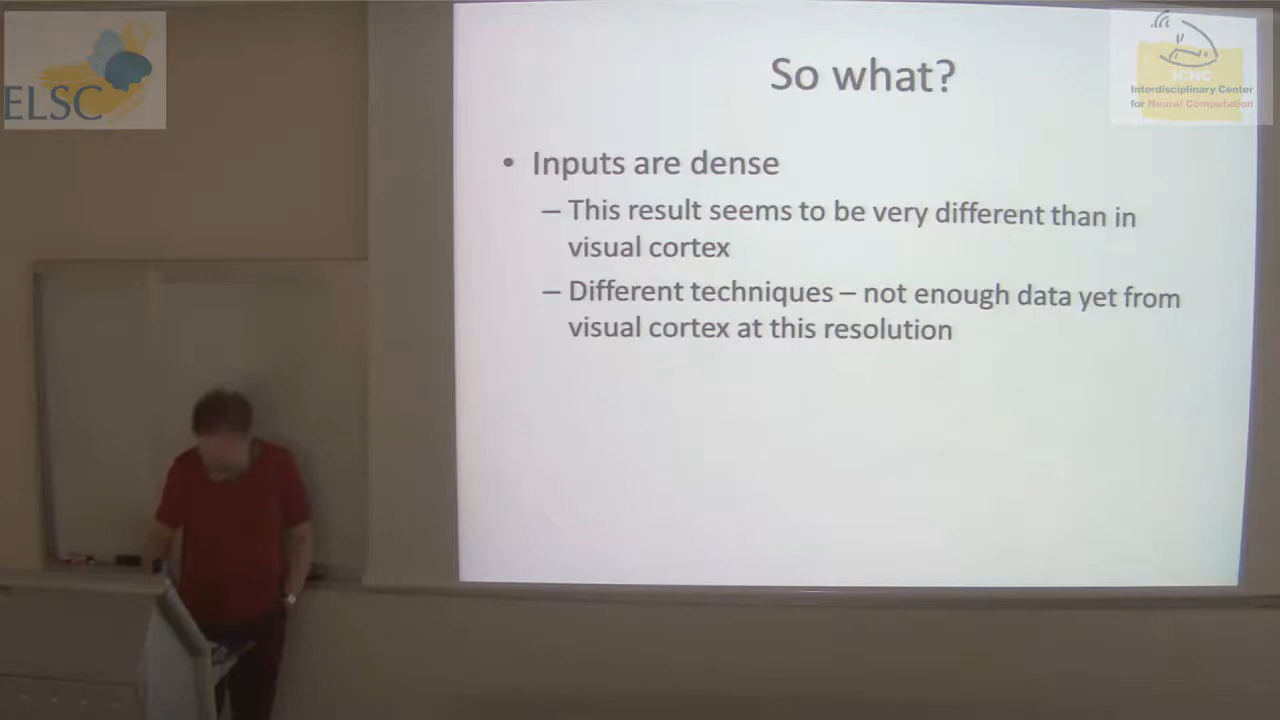 ELSC
So what?
ICNC
Interdisciplinary Center
for Neural Computation
• Inputs are dense
– This result seems to be very different than in
visual cortex
– Different techniques – not enough data yet from
visual cortex at this resolution